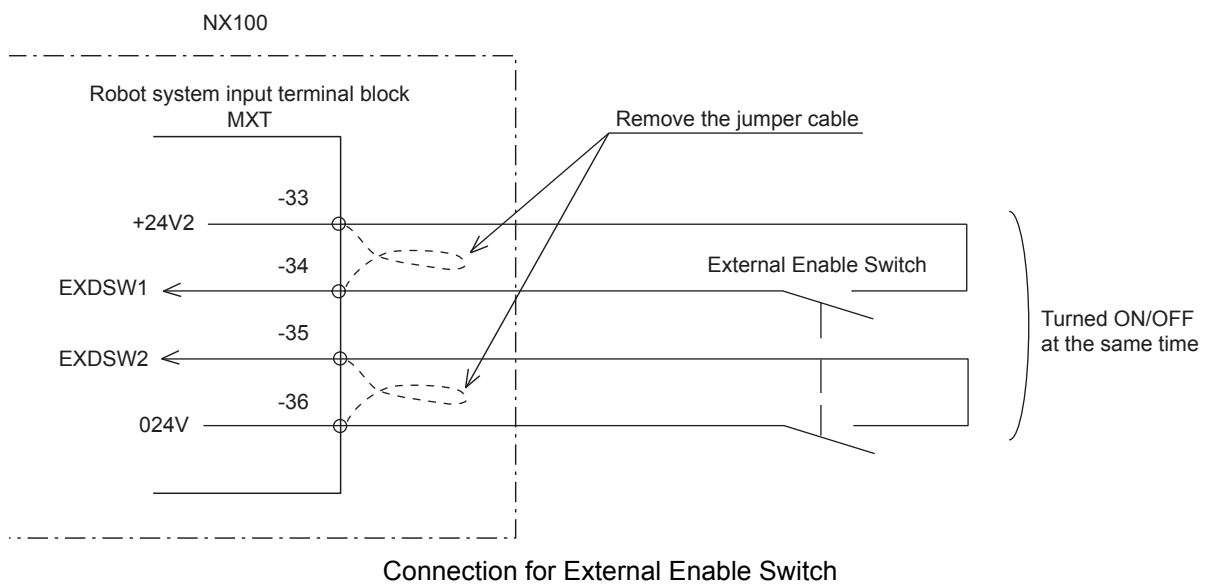 NX100
Robot system input terminal block
MXT
Remove the jumper cable
-33
+24V2
-34
External Enable Switch
EXDSW1
Turned ON/OFF
at the same time
-35
EXDSW2
-36
024V
Connection for External Enable Switch